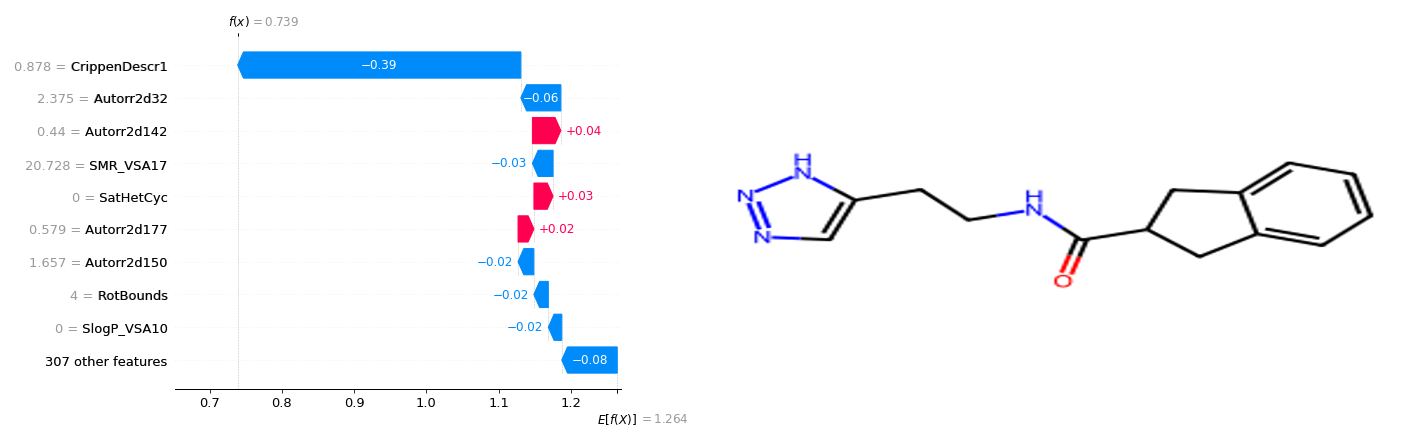 f(x) = 0.739
0.878 = CrippenDescr1
−0.39
2.375 = Autorr2d32
−0.06
0.44 = Autorr2d142
+0.04
20.728 = SMR_VSA17
−0.03
0 = SatHetCyc
+0.03
0.579 = Autorr2d177
+0.02
1.657 = Autorr2d150
−0.02
4 = RotBounds
−0.02
0 = SlogP_VSA10
−0.02
307 other features
−0.08
0.7 0.8 0.9 1.0 1.1 1.2
E[f(X)] = 1.264
H
N
N
N
H
N
O